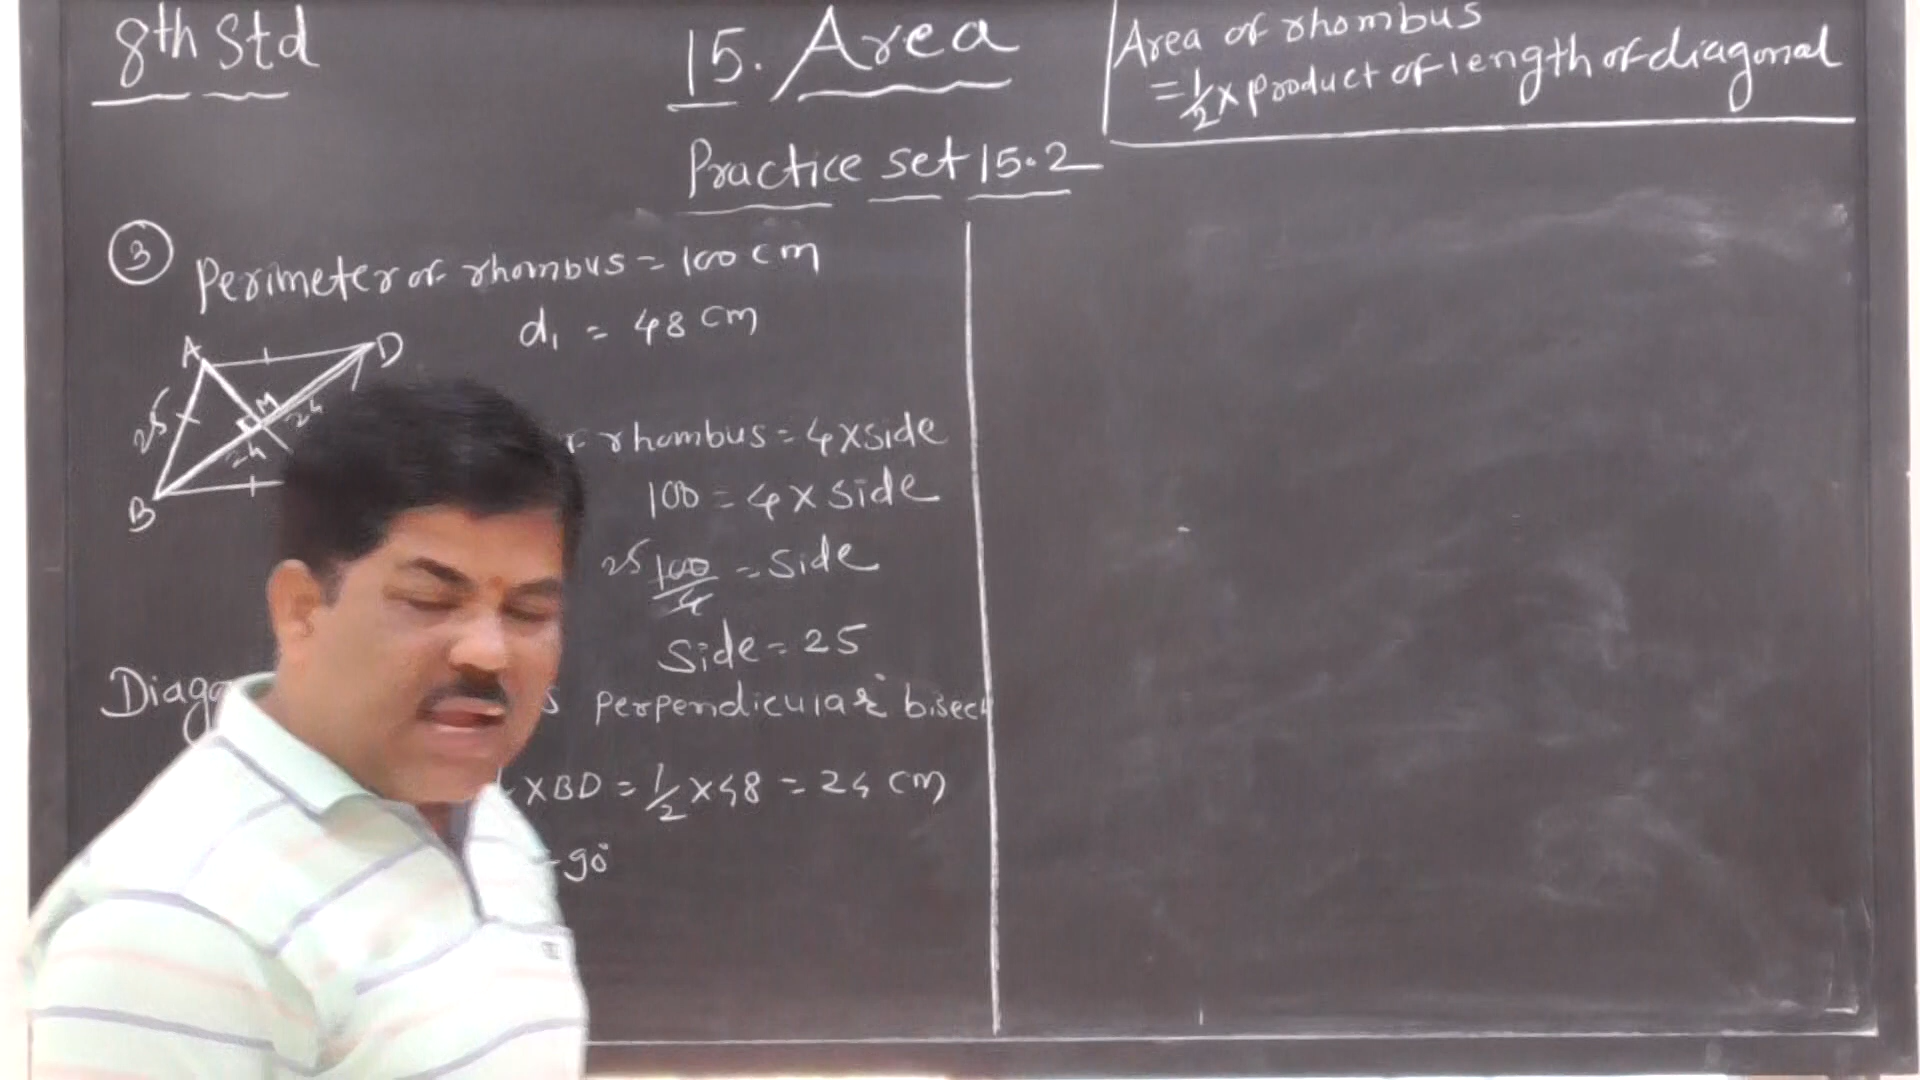 8th Std
15. Area
Area of rhombus
= 1/2 x product of length of diagonal
Practice set 15.2
3 Perimeter of rhombus = 100 cm
d1 = 48 cm
A D
25 M 24
24
B
rhombus = 4 x side
100 = 4 x side
25 100/4 = side
Side = 25
perpendicular bisect
x BD = 1/2 x 48 = 24 cm
90°